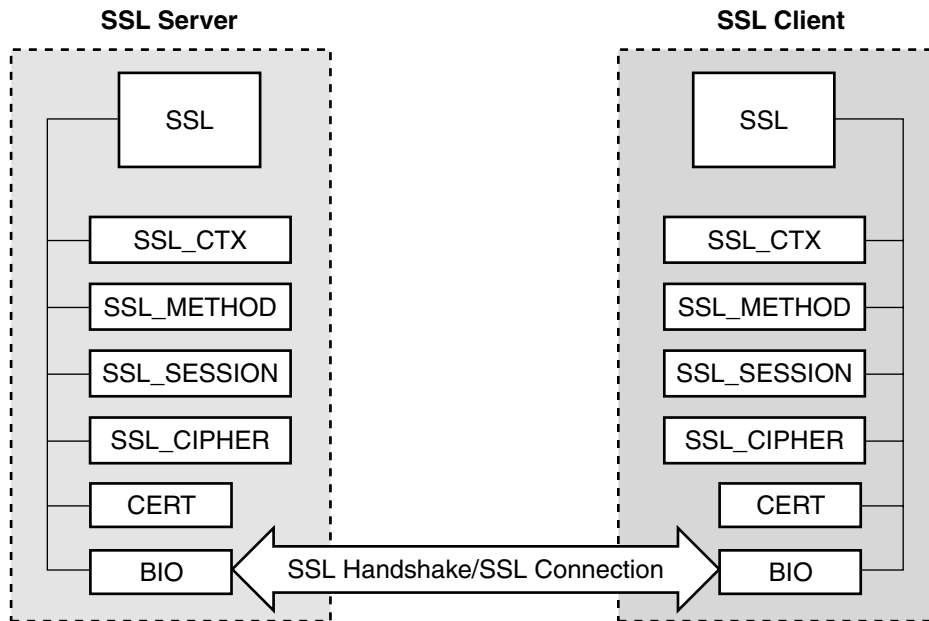 SSL Server
SSL
SSL_CTX
SSL_METHOD
SSL_SESSION
SSL_CIPHER
CERT
BIO
SSL Handshake/SSL Connection
SSL Client
SSL
SSL_CTX
SSL_METHOD
SSL_SESSION
SSL_CIPHER
CERT
BIO